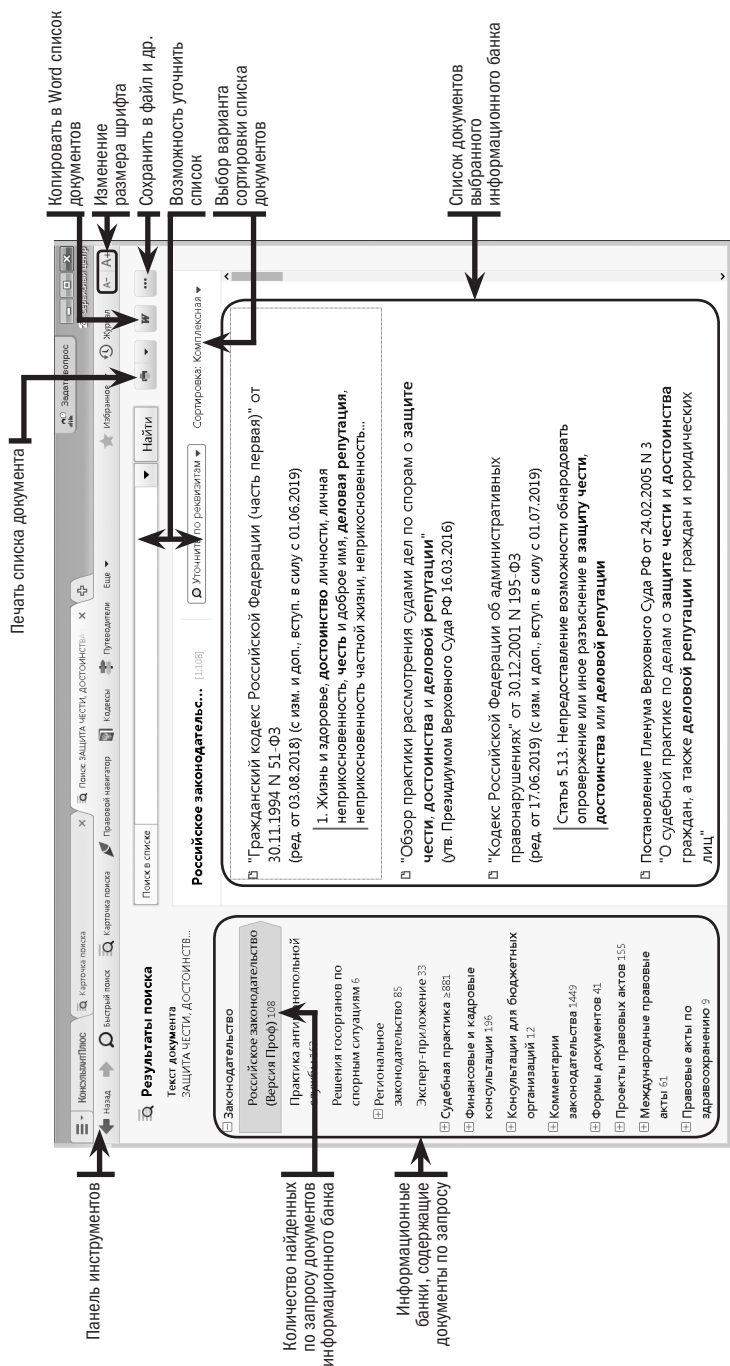 Печать списка документа
Копировать в Word список
документов
Изменение
размера шрифта
Сохранить в файл и др.
Возможность уточнить
список
Выбор варианта
сортировки списка
документов
Список документов
выбранного
информационного банка
Панель инструментов
Количество найденных
по запросу документов
информационного банка
Информационные
банки, содержащие
документы по запросу
КонсультантПлюс
Карточка поиска ×
Поиск: ЗАЩИТА ЧЕСТИ, ДОСТОИНСТВА ×
Задать вопрос
Назад
Быстрый поиск
Карточка поиска
Правовой навигатор
Кодексы
Путеводители
Еще
Избранное
Журнал
A- A+
Результаты поиска
Текст документа
ЗАЩИТА ЧЕСТИ, ДОСТОИНСТВ...
Поиск в списке
Найти
W
...
Российское законодательс... [1:108]
Уточнить по реквизитам
Сортировка: Комплексная
Законодательство
Российское законодательство
(Версия Проф) 108
Практика антимонопольной
Решения госорганов по
спорным ситуациям 6
Региональное
законодательство 85
Эксперт-приложение 33
Судебная практика ≥881
Финансовые и кадровые
консультации 196
Консультации для бюджетных
организаций 12
Комментарии
законодательства 1449
Формы документов 41
Проекты правовых актов 155
Международные правовые
акты 61
Правовые акты по
здравоохранению 9
"Гражданский кодекс Российской Федерации (часть первая)" от
30.11.1994 N 51-ФЗ
(ред. от 03.08.2018) (с изм. и доп., вступ. в силу с 01.06.2019)
1. Жизнь и здоровье, достоинство личности, личная
неприкосновенность, честь и доброе имя, деловая репутация,
неприкосновенность частной жизни, неприкосновенность...
"Обзор практики рассмотрения судами дел по спорам о защите
чести, достоинства и деловой репутации"
(утв. Президиумом Верховного Суда РФ 16.03.2016)
"Кодекс Российской Федерации об административных
правонарушениях" от 30.12.2001 N 195-ФЗ
(ред. от 17.06.2019) (с изм. и доп., вступ. в силу с 01.07.2019)
Статья 5.13. Непредоставление возможности обнародовать
опровержение или иное разъяснение в защиту чести,
достоинства или деловой репутации
Постановление Пленума Верховного Суда РФ от 24.02.2005 N 3
"О судебной практике по делам о защите чести и достоинства
граждан, а также деловой репутации граждан и юридических
лиц"